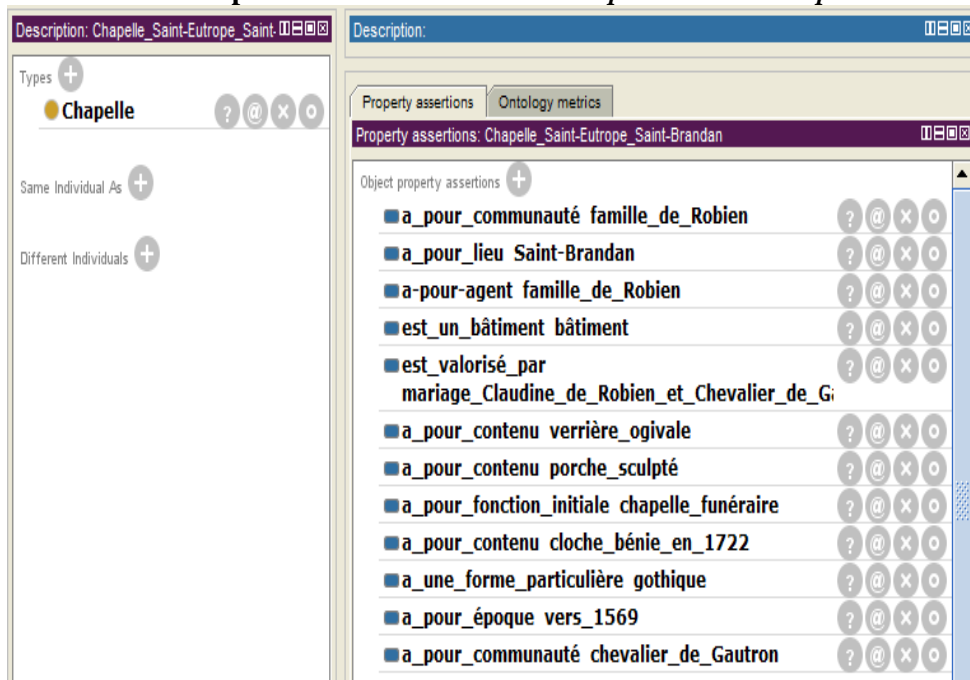 Description: Chapelle_Saint-Eutrope_Saint-
Types
Chapelle
Same Individual As
Different Individuals
Description:
Property assertions
Ontology metrics
Property assertions: Chapelle_Saint-Eutrope_Saint-Brandan
Object property assertions
a_pour_communauté famille_de_Robien
a_pour_lieu Saint-Brandan
a-pour-agent famille_de_Robien
est_un_bâtiment bâtiment
est_valorisé_par
mariage_Claudine_de_Robien_et_Chevalier_de_Ga
a_pour_contenu verrière_ogivale
a_pour_contenu porche_sculpté
a_pour_fonction_initiale chapelle_funéraire
a_pour_contenu cloche_bénie_en_1722
a_une_forme_particulière gothique
a_pour_époque vers_1569
a_pour_communauté chevalier_de_Gautron